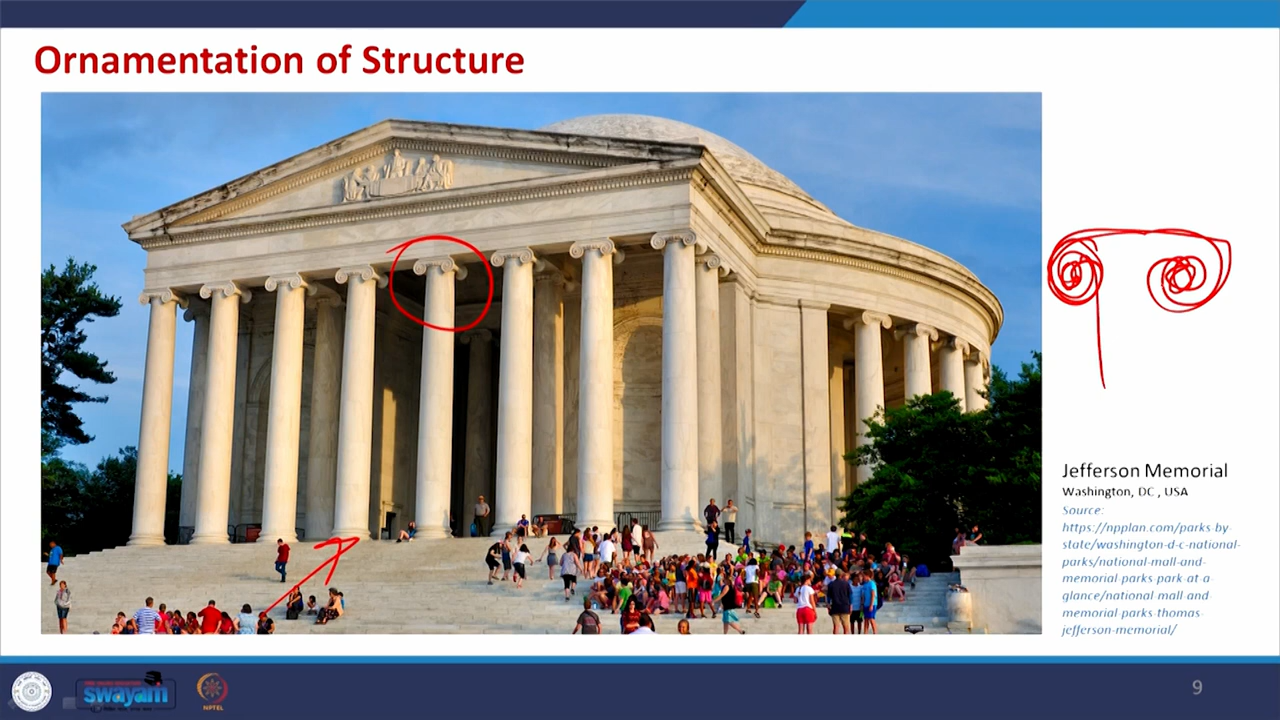 Ornamentation of Structure
Jefferson Memorial
Washington, DC , USA
Source:
https://npplan.com/parks-by-
state/washington-d-c-national-
parks/national-mall-and-
memorial parks park at a
glance/national mall and
memorial parks thomas
jefferson-memorial/
swayam
NPTEL
9